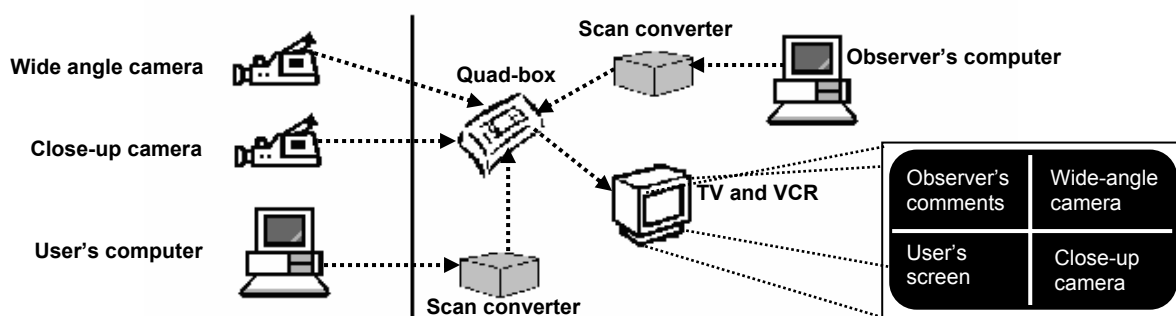 Scan converter
Observer's computer
Wide angle camera
Quad-box
Close-up camera
TV and VCR
Observer's
comments
Wide-angle
camera
User's computer
User's
screen
Close-up
camera
Scan converter